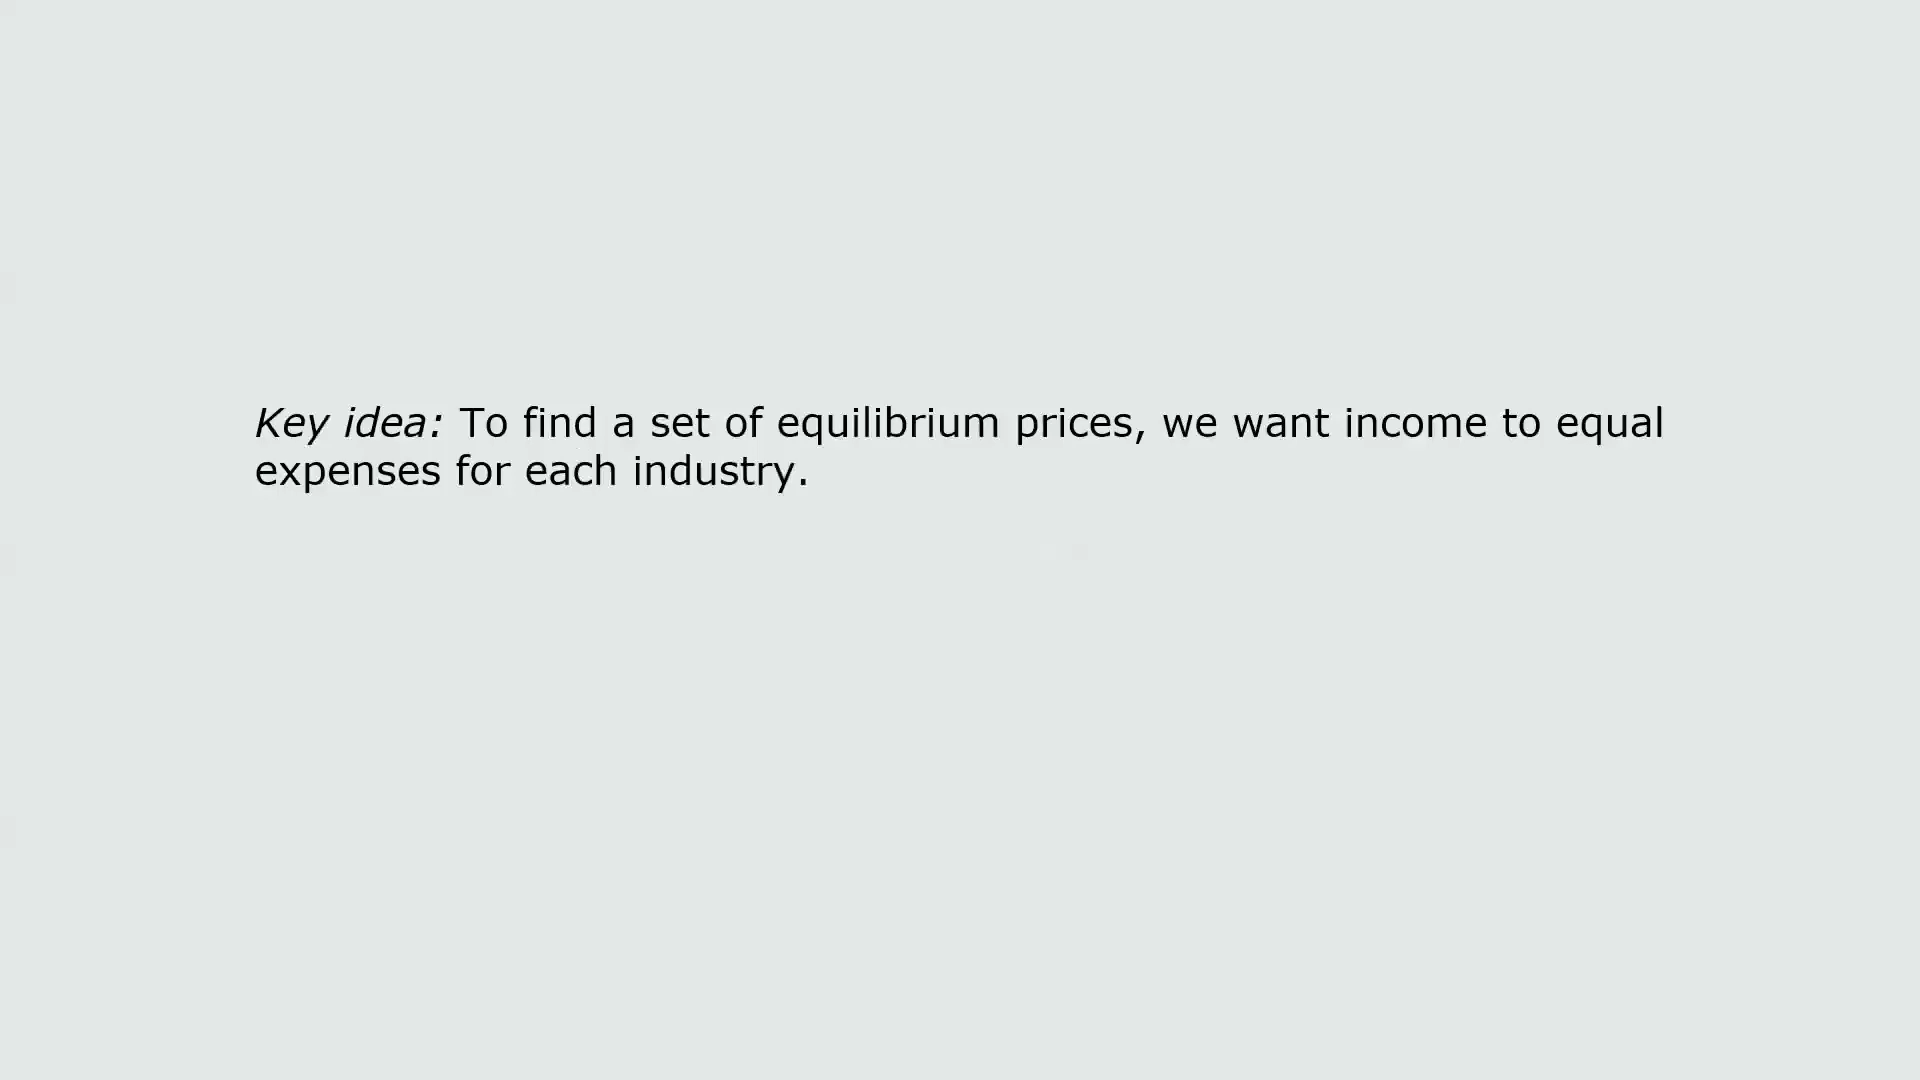 Key idea: To find a set of equilibrium prices, we want income to equal
expenses for each industry.